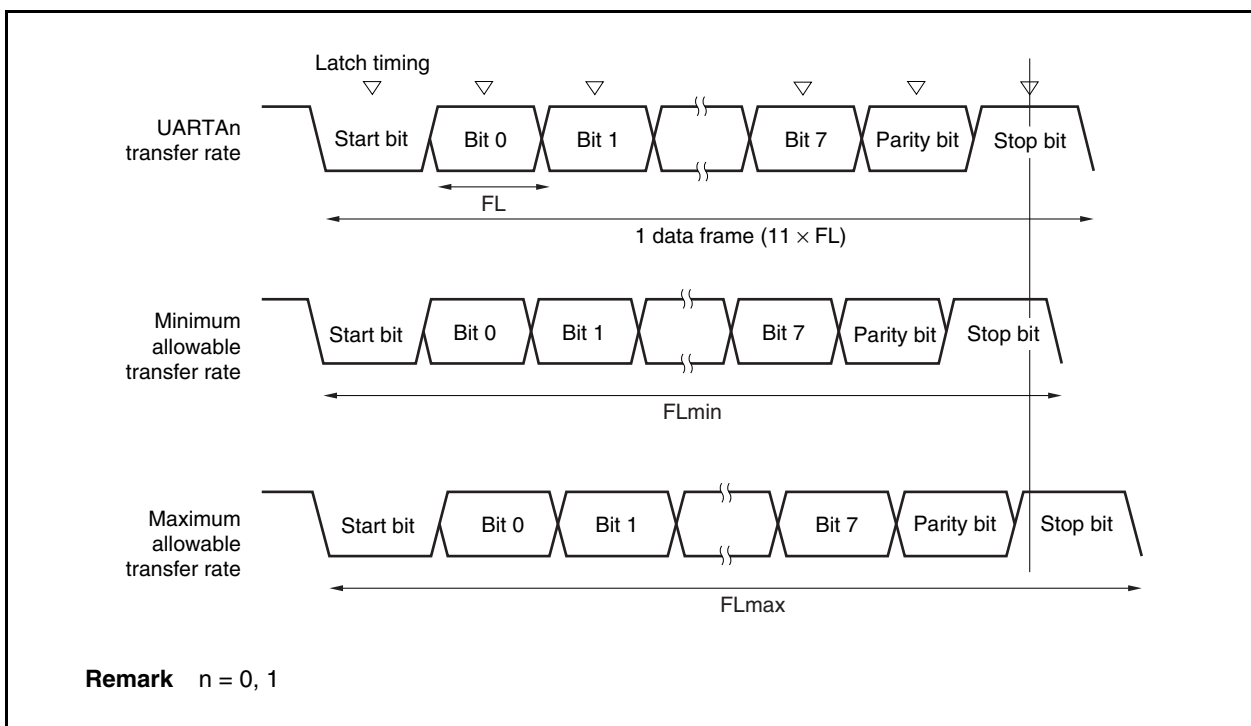 Latch timing
UARTAn
transfer rate
Start bit
Bit 0
Bit 1
Bit 7
Parity bit
Stop bit
FL
1 data frame (11 × FL)
Minimum
allowable
transfer rate
Start bit
Bit 0
Bit 1
Bit 7
Parity bit
Stop bit
FLmin
Maximum
allowable
transfer rate
Start bit
Bit 0
Bit 1
Bit 7
Parity bit
Stop bit
FLmax
Remark n = 0, 1